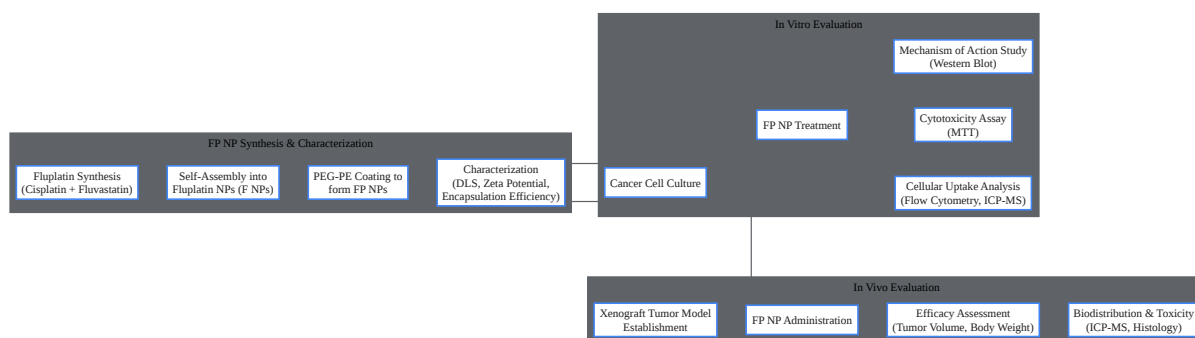 In Vitro Evaluation
Mechanism of Action Study
(Western Blot)
FP NP Treatment
Cytotoxicity Assay
(MTT)
Cancer Cell Culture
Cellular Uptake Analysis
(Flow Cytometry, ICP-MS)
FP NP Synthesis & Characterization
Fluplatin Synthesis
(Cisplatin + Fluvastatin)
Self-Assembly into
Fluplatin NPs (F NPs)
PEG-PE Coating to
form FP NPs
Characterization
(DLS, Zeta Potential,
Encapsulation Efficiency)
In Vivo Evaluation
Xenograft Tumor Model
Establishment
FP NP Administration
Efficacy Assessment
(Tumor Volume, Body Weight)
Biodistribution & Toxicity
(ICP-MS, Histology)